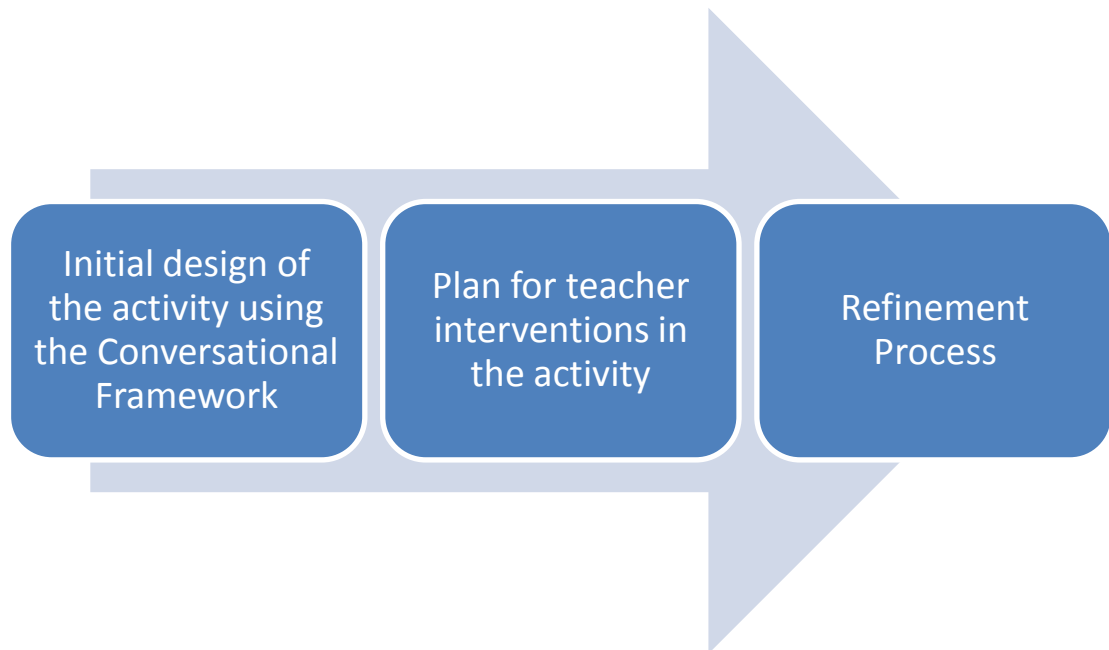 Initial design of
the activity using
the Conversational
Framework
Plan for teacher
interventions in
the activity
Refinement
Process